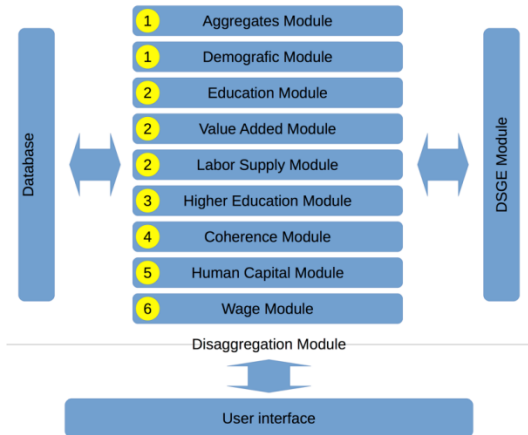 Database
1 Aggregates Module
1 Demografic Module
2 Education Module
2 Value Added Module
2 Labor Supply Module
3 Higher Education Module
4 Coherence Module
5 Human Capital Module
6 Wage Module
DSGE Module
Disaggregation Module
User interface